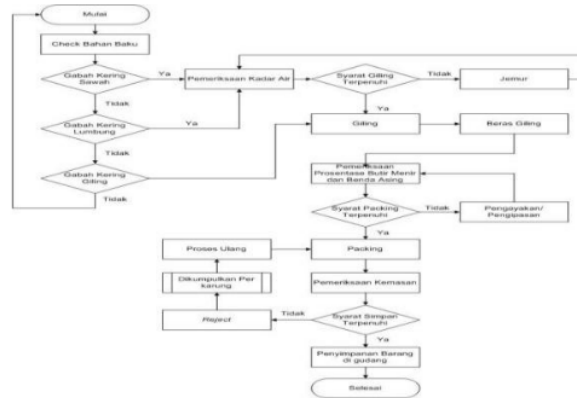 Mulai
Check Bahan Baku
Gabah Kering
Sawah
Ya
Pemeriksaan Kadar Air
Syarat Giling
Terpenuhi
Tidak
Jemur
Tidak
Ya
Gabah Kering
Lumbung
Ya
Giling
Beras Giling
Tidak
Gabah Kering
Giling
Tidak
Pemeriksaan
Prosentasa Butir Menir
dan Benda Asing
Syarat Packing
Terpenuhi
Tidak
Pengayakan/
Pengipasan
Ya
Proses Ulang
Packing
Dikumpulkan Per
karung
Pemeriksaan Kemasan
Reject
Tidak
Syarat Simpan
Terpenuhi
Ya
Penyimpanan Barang
di gudang
Selesai